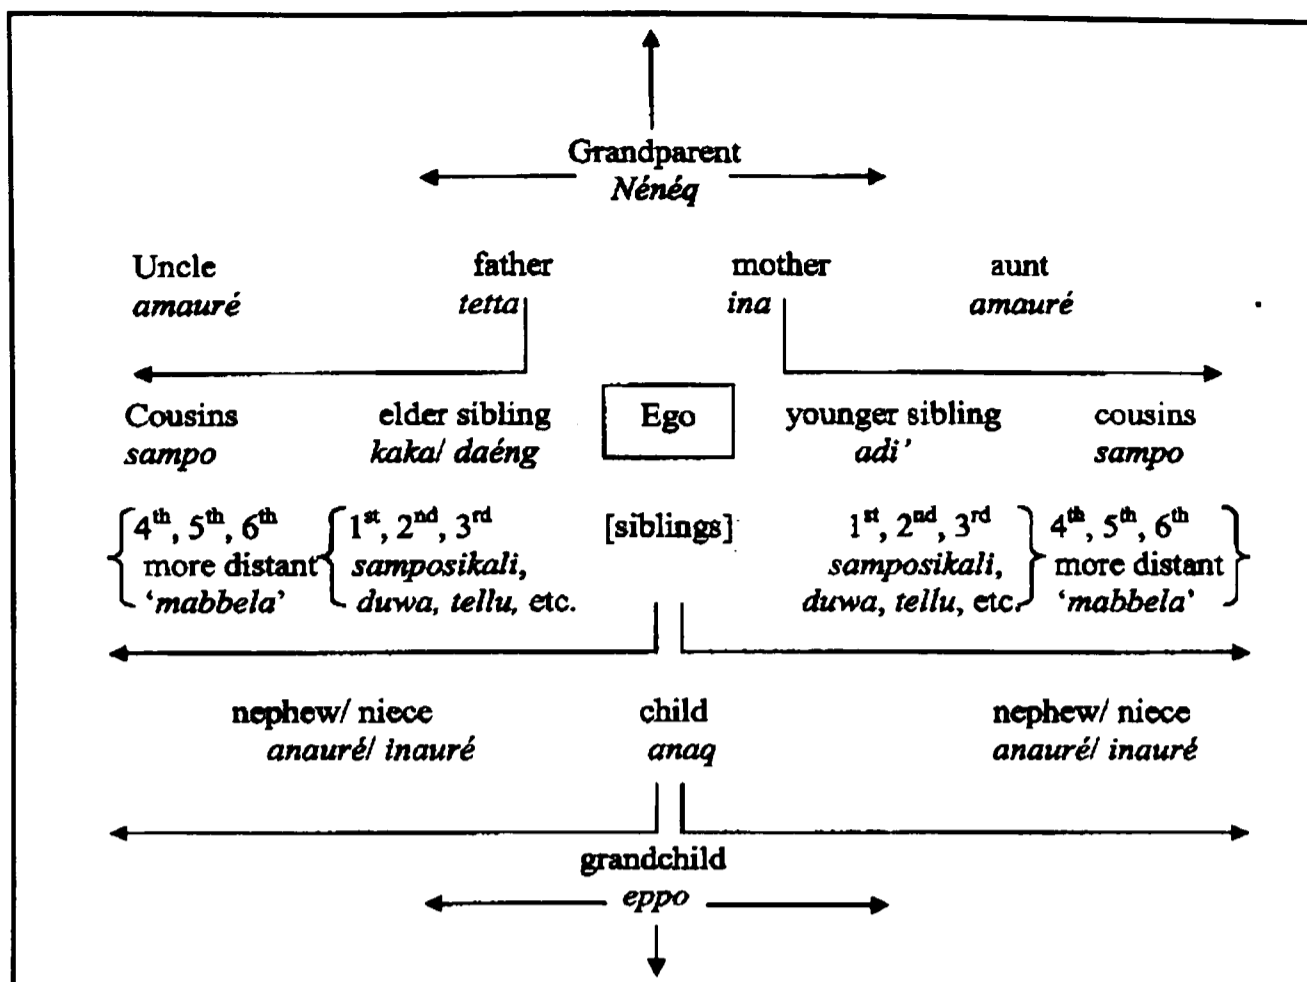 Grandparent
Nénéq
Uncle father mother aunt
amauré tetta ina amauré
Cousins elder sibling Ego younger sibling cousins
sampo kaka/ daéng adi’ sampo
4th, 5th, 6th 1st, 2nd, 3rd [siblings] 1st, 2nd, 3rd 4th, 5th, 6th
more distant samposikali, samposikali, more distant
‘mabbela’ duwa, tellu, etc. duwa, tellu, etc. ‘mabbela’
nephew/ niece child nephew/ niece
anauré/ inauré anaq anauré/ inauré
grandchild
eppo